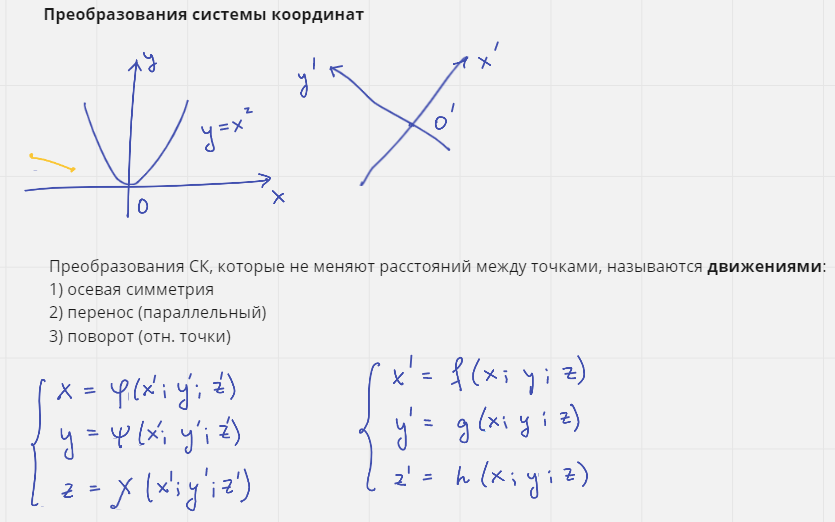 Преобразования системы координат
y
y = x²
x
0
y'
x'
0'
Преобразования СК, которые не меняют расстояний между точками, называются движениями:
1) осевая симметрия
2) перенос (параллельный)
3) поворот (отн. точки)
x = φ(x'; y'; z')
y = ψ(x'; y'; z')
z = χ(x'; y'; z')
x' = f(x; y; z)
y' = g(x; y; z)
z' = h(x; y; z)